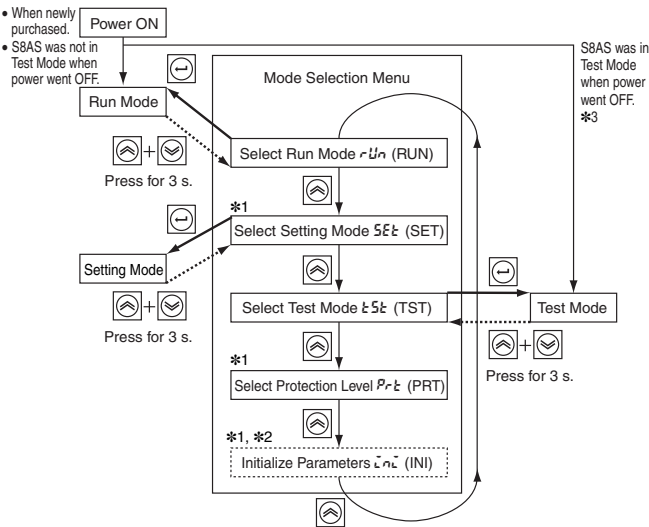 • When newly
purchased.
• S8AS was not in
Test Mode when
power went OFF.
Power ON
S8AS was in
Test Mode
when power
went OFF.
*3
Mode Selection Menu
Run Mode
Select Run Mode rUn (RUN)
+
Press for 3 s.
*1
Select Setting Mode SEt (SET)
Setting Mode
+
Press for 3 s.
Select Test Mode tSt (TST)
Test Mode
+
Press for 3 s.
*1
Select Protection Level Prt (PRT)
*1, *2
Initialize Parameters ini (INI)